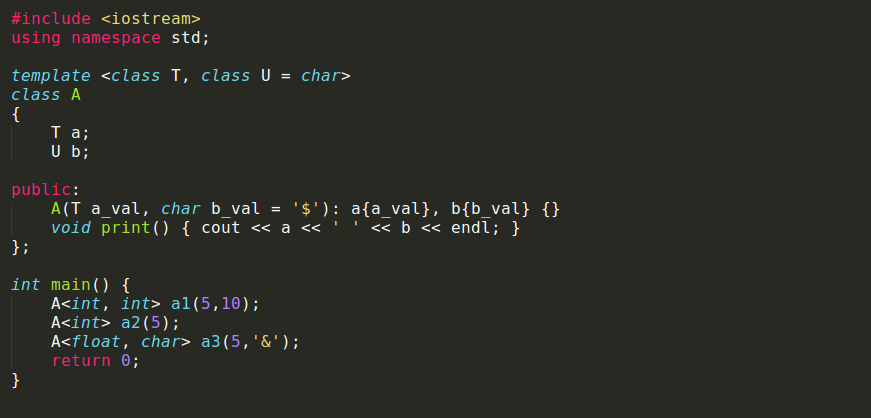 #include <iostream>
using namespace std;
template <class T, class U = char>
class A
{
    T a;
    U b;
public:
    A(T a_val, char b_val = '$'): a{a_val}, b{b_val} {}
    void print() { cout << a << ' ' << b << endl; }
};
int main() {
    A<int, int> a1(5,10);
    A<int> a2(5);
    A<float, char> a3(5,'&');
    return 0;
}